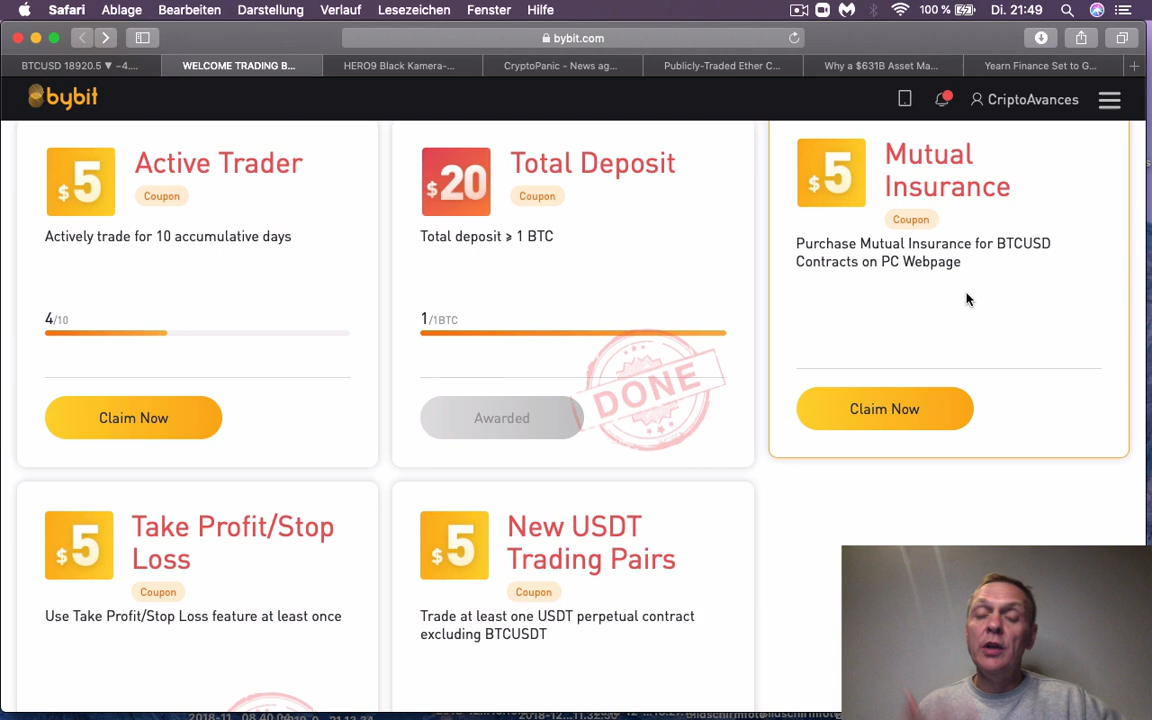 Safari Ablage Bearbeiten Darstellung Verlauf Lesezeichen Fenster Hilfe 100 % Di. 21:49
bybit.com
BTCUSD 18920.5 ▼ −4.... WELCOME TRADING B... HERO9 Black Kamera-... CryptoPanic - News ag... Publicly-Traded Ether C... Why a $631B Asset Ma... Yearn Finance Set to G...
bybit CriptoAvances
$5 Active Trader
Coupon
Actively trade for 10 accumulative days
4/10
Claim Now
$20 Total Deposit
Coupon
Total deposit ⩾ 1 BTC
1/1BTC
DONE
Awarded
$5 Mutual
Insurance
Coupon
Purchase Mutual Insurance for BTCUSD
Contracts on PC Webpage
Claim Now
$5 Take Profit/Stop
Loss
Coupon
Use Take Profit/Stop Loss feature at least once
$5 New USDT
Trading Pairs
Coupon
Trade at least one USDT perpetual contract
excluding BTCUSDT